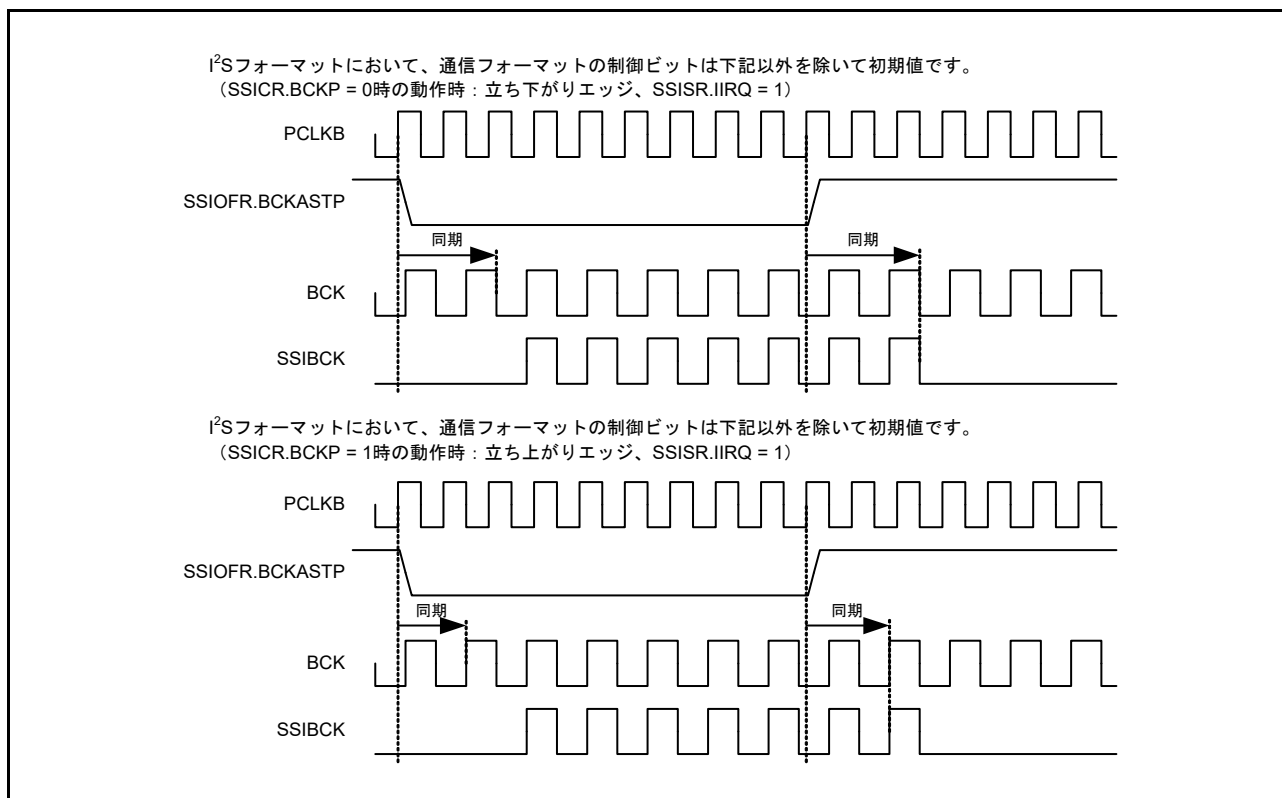 I²Sフォーマットにおいて、通信フォーマットの制御ビットは下記以外を除いて初期値です。
（SSICR.BCKP = 0時の動作時：立ち下がりエッジ、SSISR.IIRQ = 1）
PCLKB
SSIOFR.BCKASTP
同期
同期
BCK
SSIBCK
I²Sフォーマットにおいて、通信フォーマットの制御ビットは下記以外を除いて初期値です。
（SSICR.BCKP = 1時の動作時：立ち上がりエッジ、SSISR.IIRQ = 1）
PCLKB
SSIOFR.BCKASTP
同期
同期
BCK
SSIBCK